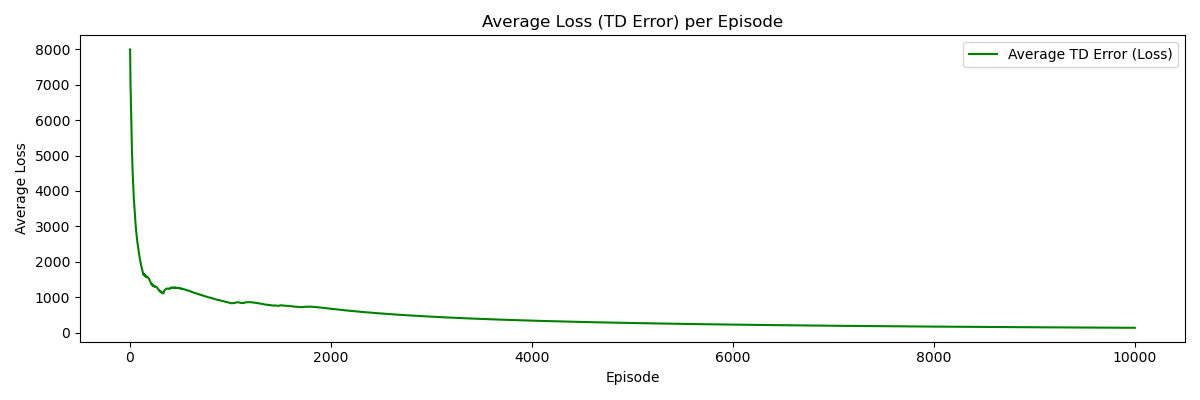 Average Loss (TD Error) per Episode
Average TD Error (Loss)
Average Loss
8000
7000
6000
5000
4000
3000
2000
1000
0
0 2000 4000 6000 8000 10000
Episode